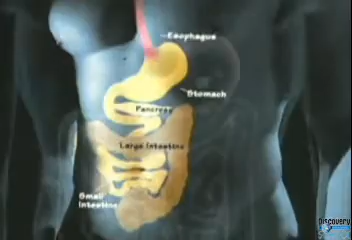 Esophagus
Stomach
Pancreas
Large Intestine
Small
Intestine
Discovery